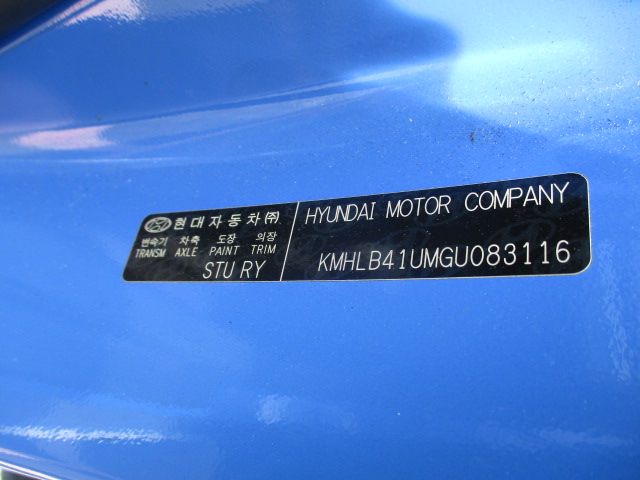 현대자동차㈜
변속기 차축 도장 의장
TRANSM AXLE PAINT TRIM
STU RY
HYUNDAI MOTOR COMPANY
KMHLB41UMGU083116